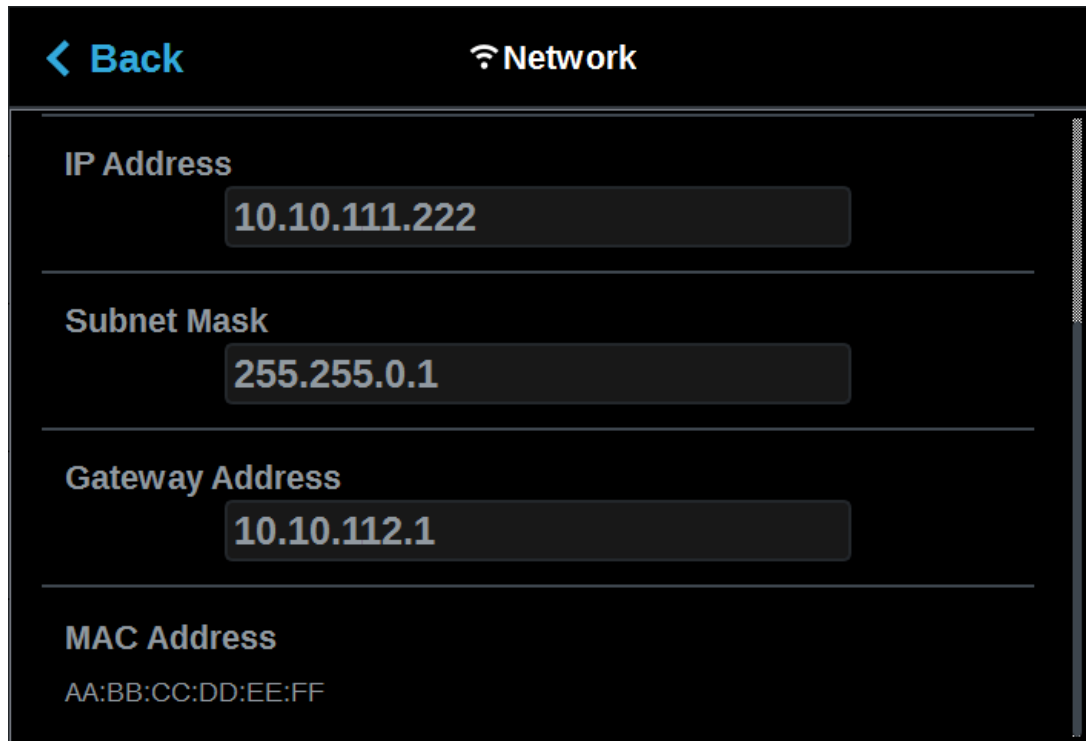 Back
Network
IP Address
10.10.111.222
Subnet Mask
255.255.0.1
Gateway Address
10.10.112.1
MAC Address
AA:BB:CC:DD:EE:FF